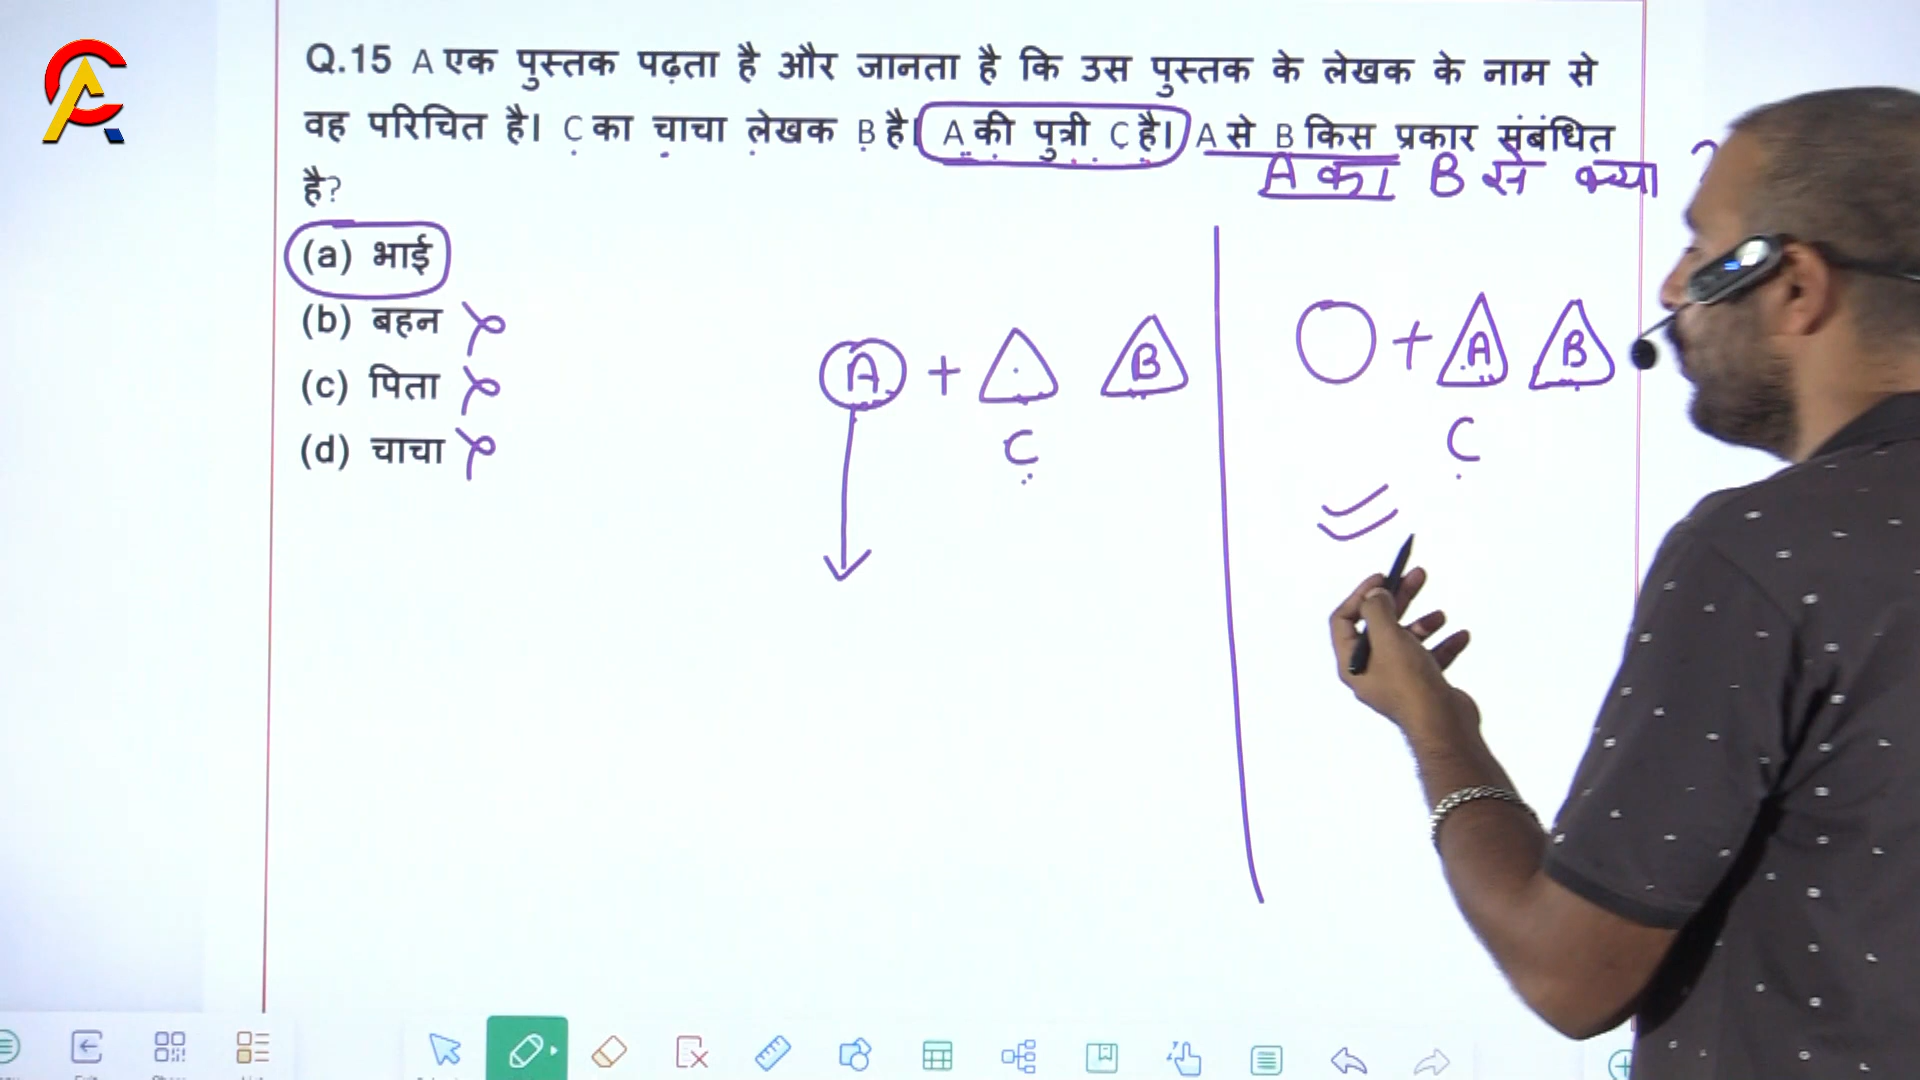 Q.15 A एक पुस्तक पढ़ता है और जानता है कि उस पुस्तक के लेखक के नाम से
वह परिचित है। C का चाचा लेखक B है। A की पुत्री C है। A से B किस प्रकार संबंधित
है?
A का B से क्या ?
(a) भाई
(b) बहन
(c) पिता
(d) चाचा
A + B
C
+ A B
C